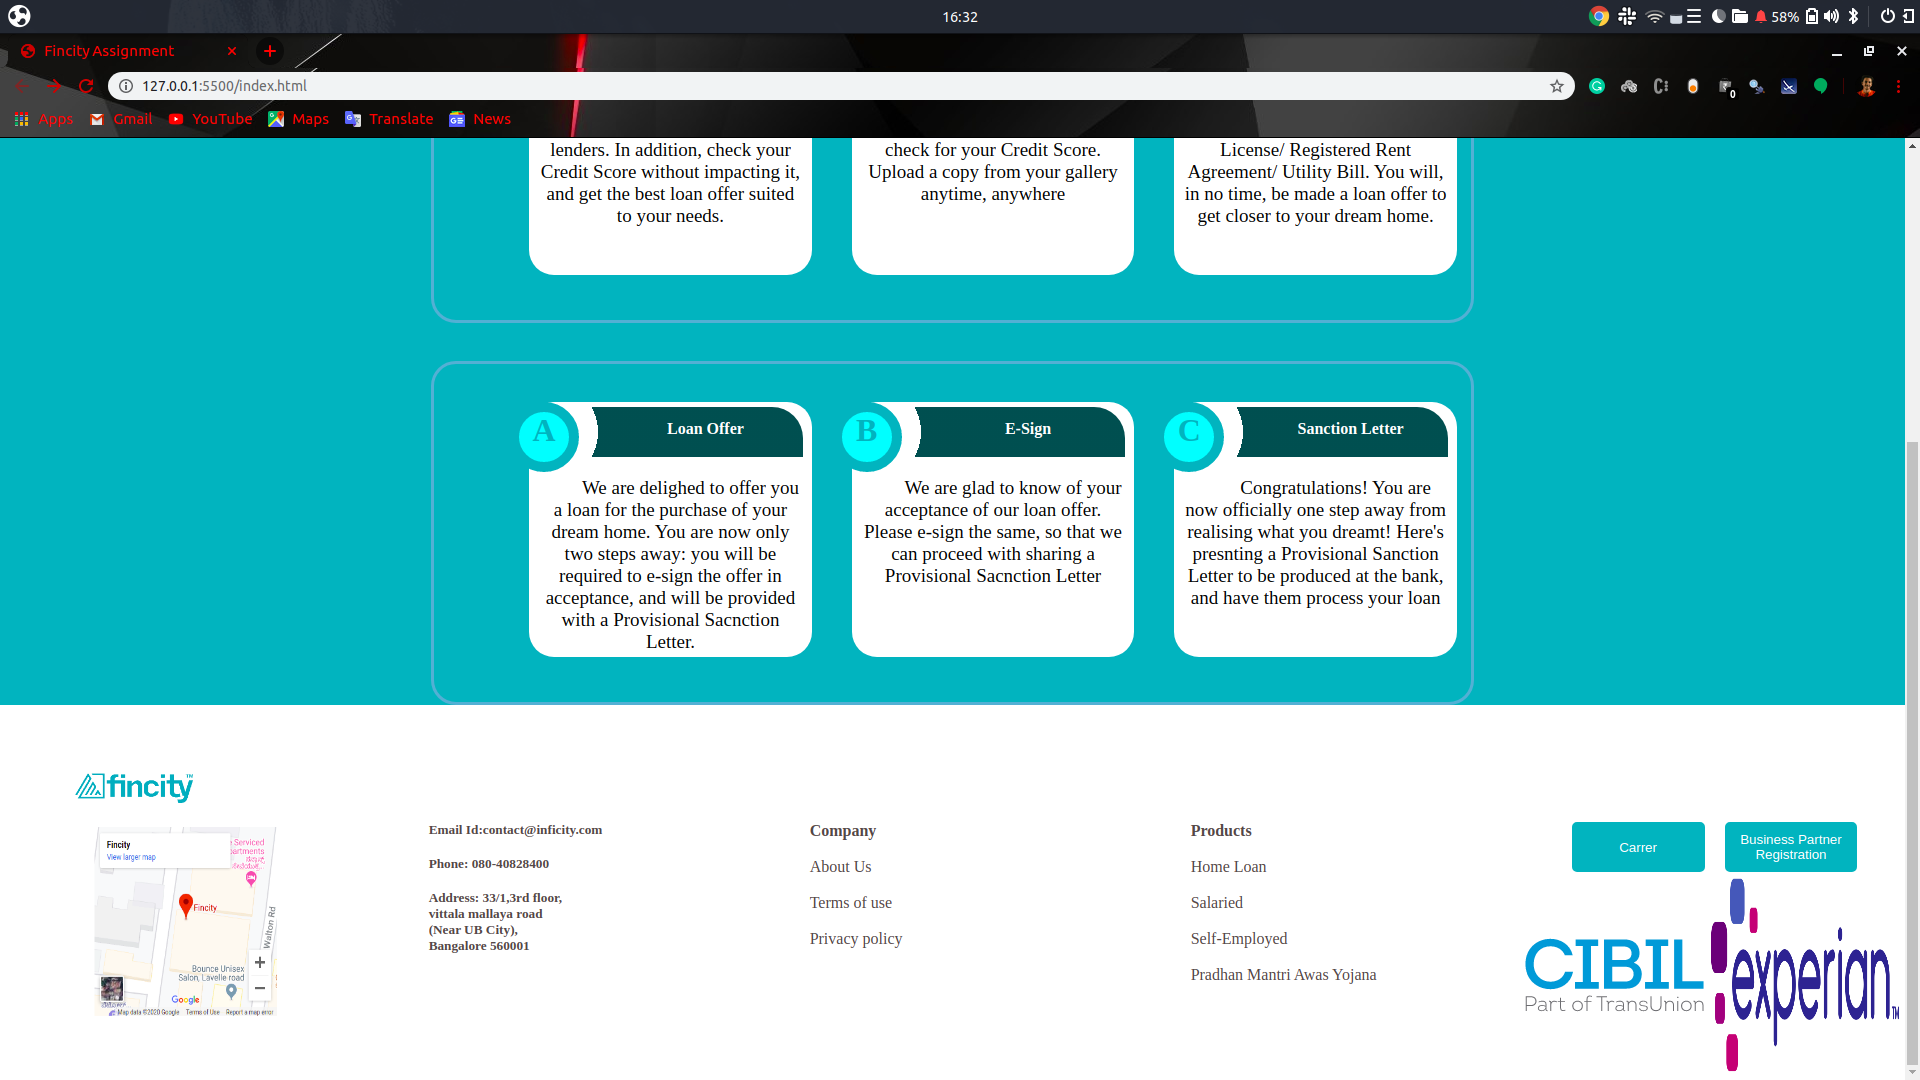 16:32
58%
Fincity Assignment
127.0.0.1:5500/index.html
0
Apps
Gmail
YouTube
Maps
Translate
News
lenders. In addition, check your
Credit Score without impacting it,
and get the best loan offer suited
to your needs.
check for your Credit Score.
Upload a copy from your gallery
anytime, anywhere
License/ Registered Rent
Agreement/ Utility Bill. You will,
in no time, be made a loan offer to
get closer to your dream home.
A
Loan Offer
We are delighed to offer you
a loan for the purchase of your
dream home. You are now only
two steps away: you will be
required to e-sign the offer in
acceptance, and will be provided
with a Provisional Sacnction
Letter.
B
E-Sign
We are glad to know of your
acceptance of our loan offer.
Please e-sign the same, so that we
can proceed with sharing a
Provisional Sacnction Letter
C
Sanction Letter
Congratulations! You are
now officially one step away from
realising what you dreamt! Here's
presnting a Provisional Sanction
Letter to be produced at the bank,
and have them process your loan
fincity™
Fincity
View larger map
Serviced
Fincity
Walton Rd
Bounce Unisex
Salon, Lavelle road
Google
Map data ©2020 Google Terms of Use Report a map error
Email Id:contact@inficity.com
Phone: 080-40828400
Address: 33/1,3rd floor,
vittala mallaya road
(Near UB City),
Bangalore 560001
Company
About Us
Terms of use
Privacy policy
Products
Home Loan
Salaried
Self-Employed
Pradhan Mantri Awas Yojana
Carrer
Business Partner
Registration
CIBIL
Part of TransUnion
experian™